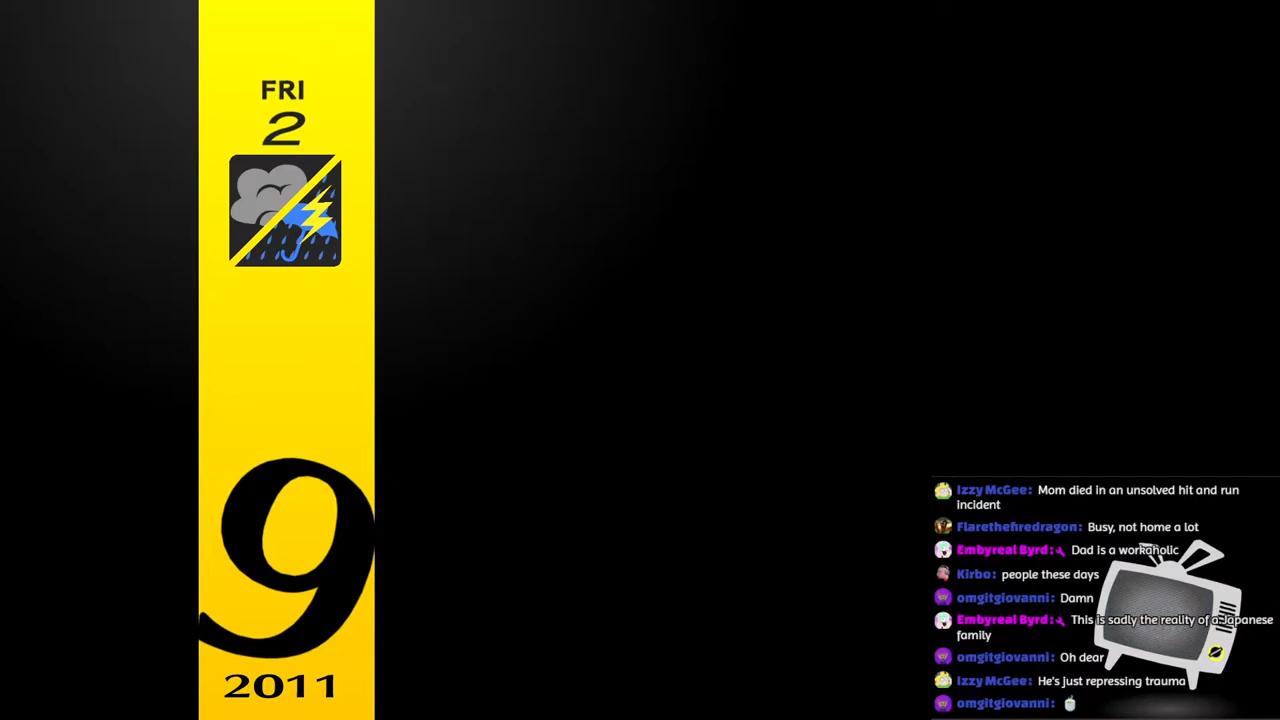 FRI
2
9
2011
Izzy McGee: Mom died in an unsolved hit and run
incident
Flarethefiredragon: Busy, not home a lot
Embyreal Byrd: Dad is a workaholic
Kirbo: people these days
omgitgiovanni: Damn
Embyreal Byrd: This is sadly the reality of a Japanese
family
omgitgiovanni: Oh dear
Izzy McGee: He's just repressing trauma
omgitgiovanni: